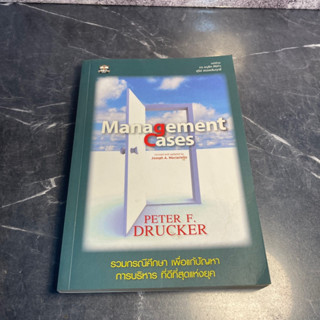 Management
Cases
Joseph A. Maciariello
PETER F.
DRUCKER
รวมกรณีศึกษา เพื่อแก้ปัญหา
การบริหาร ที่ดีที่สุดแห่งยุค